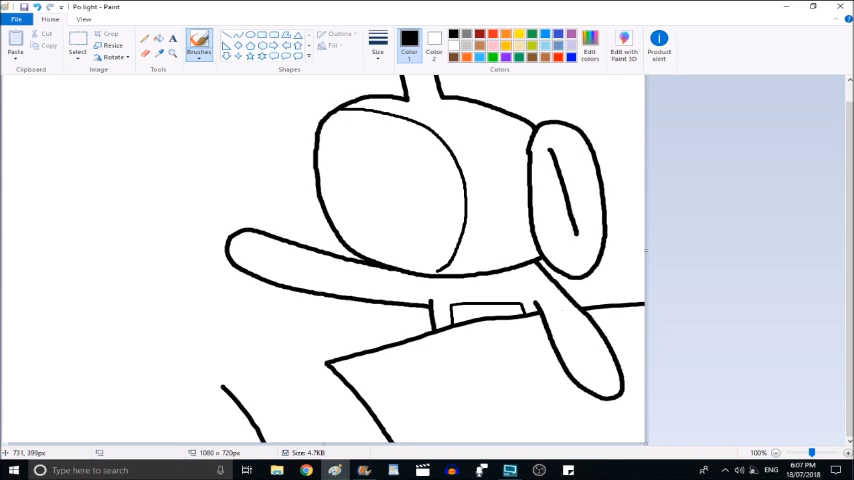 Po light - Paint
File Home View
Paste Cut Copy Clipboard
Select Crop Resize Rotate Image
A Tools
Brushes
Outline Fill Shapes
Size
Color 1 Color 2 Edit colors Colors
Edit with Paint 3D
Product alert
731, 399px 1080 × 720px Size: 4.7KB 100%
Type here to search ENG 6:07 PM 18/07/2018